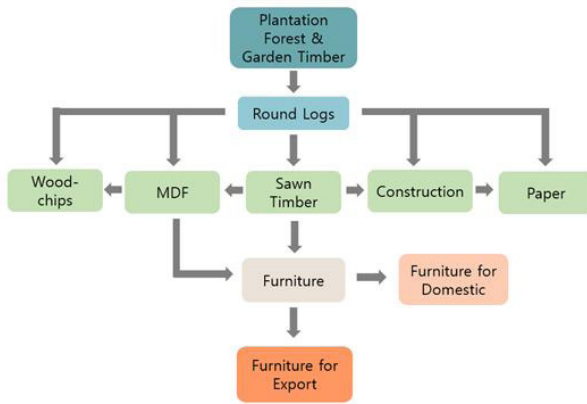 Plantation
Forest &
Garden Timber
Round Logs
Wood-
chips
MDF
Sawn
Timber
Construction
Paper
Furniture
Furniture for
Domestic
Furniture for
Export